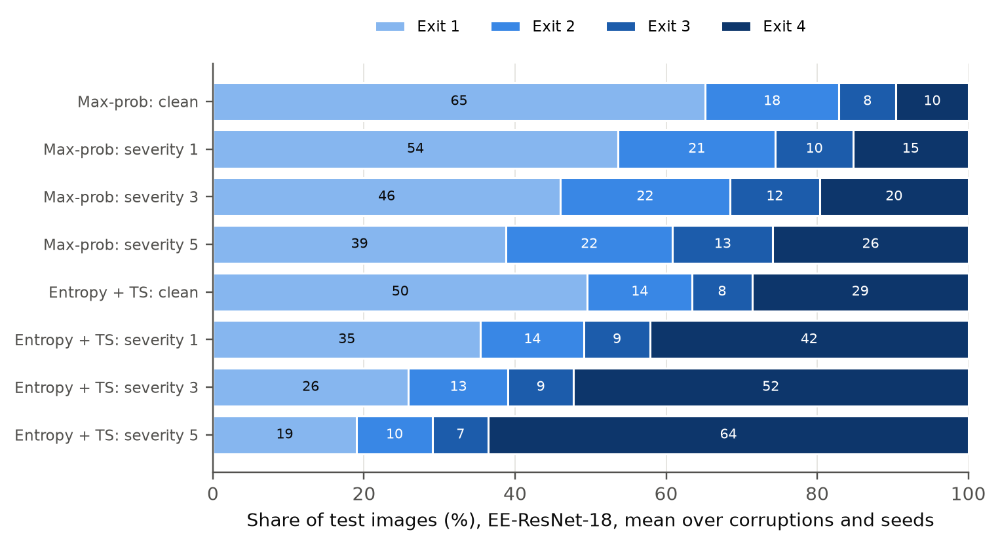 Exit 1 Exit 2 Exit 3 Exit 4
Max-prob: clean 65 18 8 10
Max-prob: severity 1 54 21 10 15
Max-prob: severity 3 46 22 12 20
Max-prob: severity 5 39 22 13 26
Entropy + TS: clean 50 14 8 29
Entropy + TS: severity 1 35 14 9 42
Entropy + TS: severity 3 26 13 9 52
Entropy + TS: severity 5 19 10 7 64
0 20 40 60 80 100
Share of test images (%), EE-ResNet-18, mean over corruptions and seeds